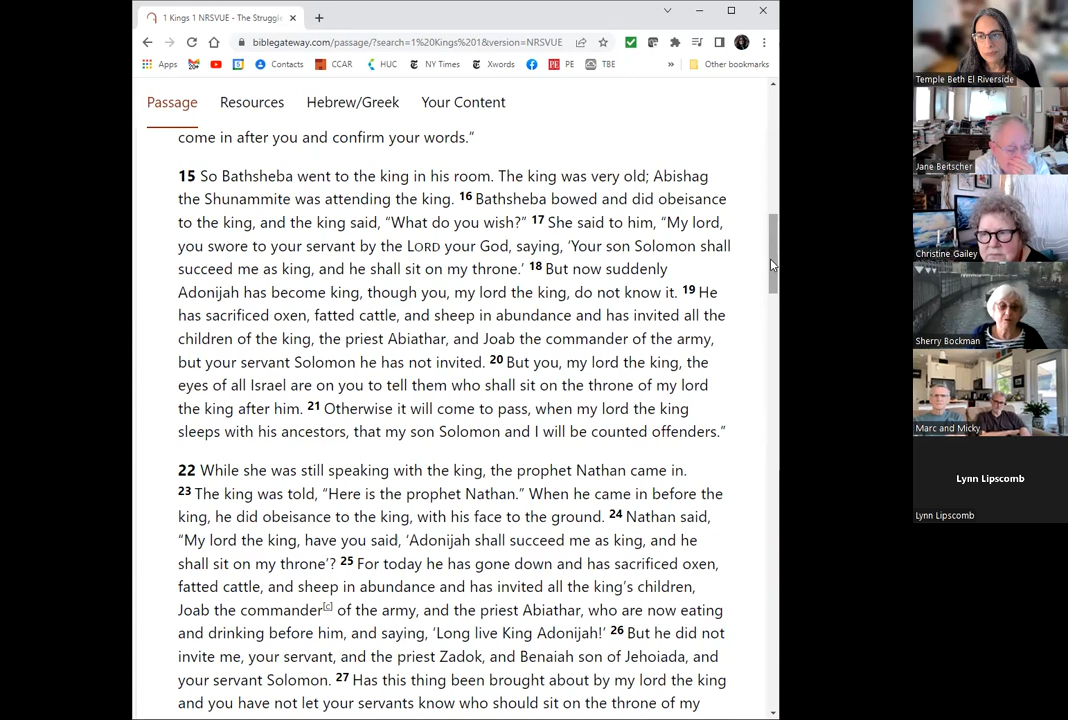 1 Kings 1 NRSVUE - The Struggl
biblegateway.com/passage/?search=1%20Kings%201&version=NRSVUE
Apps
Contacts
CCAR
HUC
NY Times
Xwords
PE
TBE
»
Other bookmarks
Passage
Resources
Hebrew/Greek
Your Content
come in after you and confirm your words.”
15 So Bathsheba went to the king in his room. The king was very old; Abishag
the Shunammite was attending the king. 16 Bathsheba bowed and did obeisance
to the king, and the king said, “What do you wish?” 17 She said to him, “My lord,
you swore to your servant by the LORD your God, saying, ‘Your son Solomon shall
succeed me as king, and he shall sit on my throne.’ 18 But now suddenly
Adonijah has become king, though you, my lord the king, do not know it. 19 He
has sacrificed oxen, fatted cattle, and sheep in abundance and has invited all the
children of the king, the priest Abiathar, and Joab the commander of the army,
but your servant Solomon he has not invited. 20 But you, my lord the king, the
eyes of all Israel are on you to tell them who shall sit on the throne of my lord
the king after him. 21 Otherwise it will come to pass, when my lord the king
sleeps with his ancestors, that my son Solomon and I will be counted offenders.”
22 While she was still speaking with the king, the prophet Nathan came in.
23 The king was told, “Here is the prophet Nathan.” When he came in before the
king, he did obeisance to the king, with his face to the ground. 24 Nathan said,
“My lord the king, have you said, ‘Adonijah shall succeed me as king, and he
shall sit on my throne’? 25 For today he has gone down and has sacrificed oxen,
fatted cattle, and sheep in abundance and has invited all the king’s children,
Joab the commander[c] of the army, and the priest Abiathar, who are now eating
and drinking before him, and saying, ‘Long live King Adonijah!’ 26 But he did not
invite me, your servant, and the priest Zadok, and Benaiah son of Jehoiada, and
your servant Solomon. 27 Has this thing been brought about by my lord the king
and you have not let your servants know who should sit on the throne of my
Temple Beth El Riverside
Jane Beitscher
Christine Gailey
Sherry Bockman
Marc and Micky
Lynn Lipscomb
Lynn Lipscomb